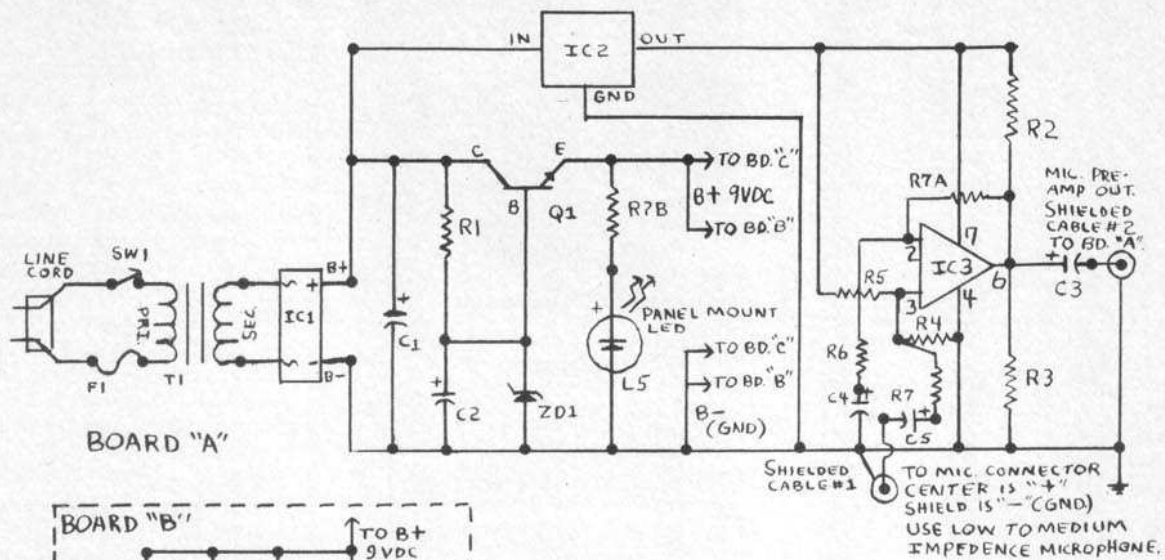 IN
IC2
OUT
GND
C
E
B
Q1
R1
TO BD. "C"
B+ 9VDC
TO BD. "B"
R7B
R2
R7A
MIC. PRE-
AMP OUT.
SHIELDED
CABLE #2
TO BD. "A".
2
7
IC3
6
3
4
+
C3
R5
R4
LINE
CORD
SW1
PRI.
SEC.
IC1
~ +
~ -
B+
B-
F1
T1
+
C1
+
C2
ZD1
+
PANEL MOUNT
LED
L5
TO BD. "C"
TO BD. "B"
B-
(GND)
R6
+
C4
R7
+
C5
R3
BOARD "A"
SHIELDED
CABLE #1
TO MIC. CONNECTOR
CENTER IS "+"
SHIELD IS "-" (GND)
USE LOW TO MEDIUM
IMPEDENCE MICROPHONE.
BOARD "B"
TO B+
9VDC